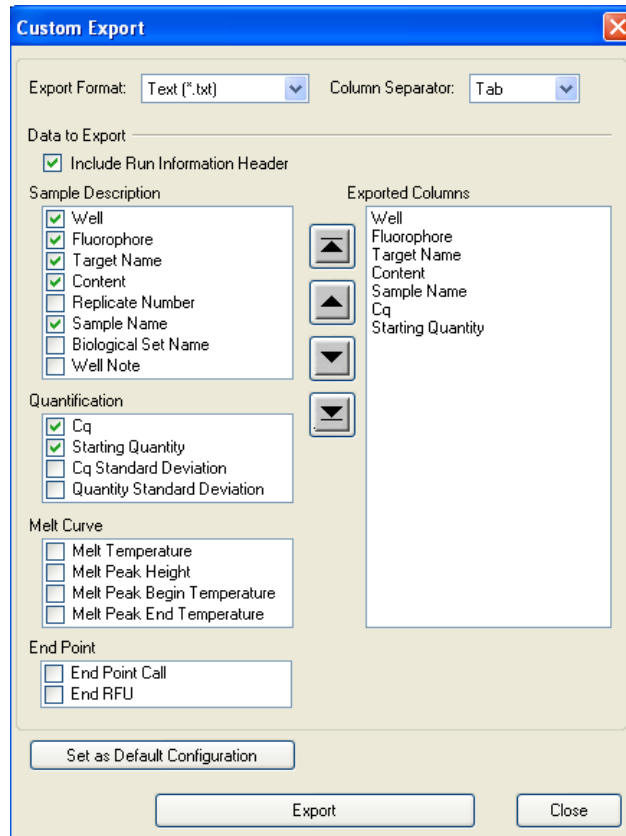 Custom Export
Export Format: Text (*.txt) Column Separator: Tab
Data to Export
Include Run Information Header
Sample Description
Well
Fluorophore
Target Name
Content
Replicate Number
Sample Name
Biological Set Name
Well Note
Quantification
Cq
Starting Quantity
Cq Standard Deviation
Quantity Standard Deviation
Melt Curve
Melt Temperature
Melt Peak Height
Melt Peak Begin Temperature
Melt Peak End Temperature
End Point
End Point Call
End RFU
Exported Columns
Well
Fluorophore
Target Name
Content
Sample Name
Cq
Starting Quantity
Set as Default Configuration
Export Close